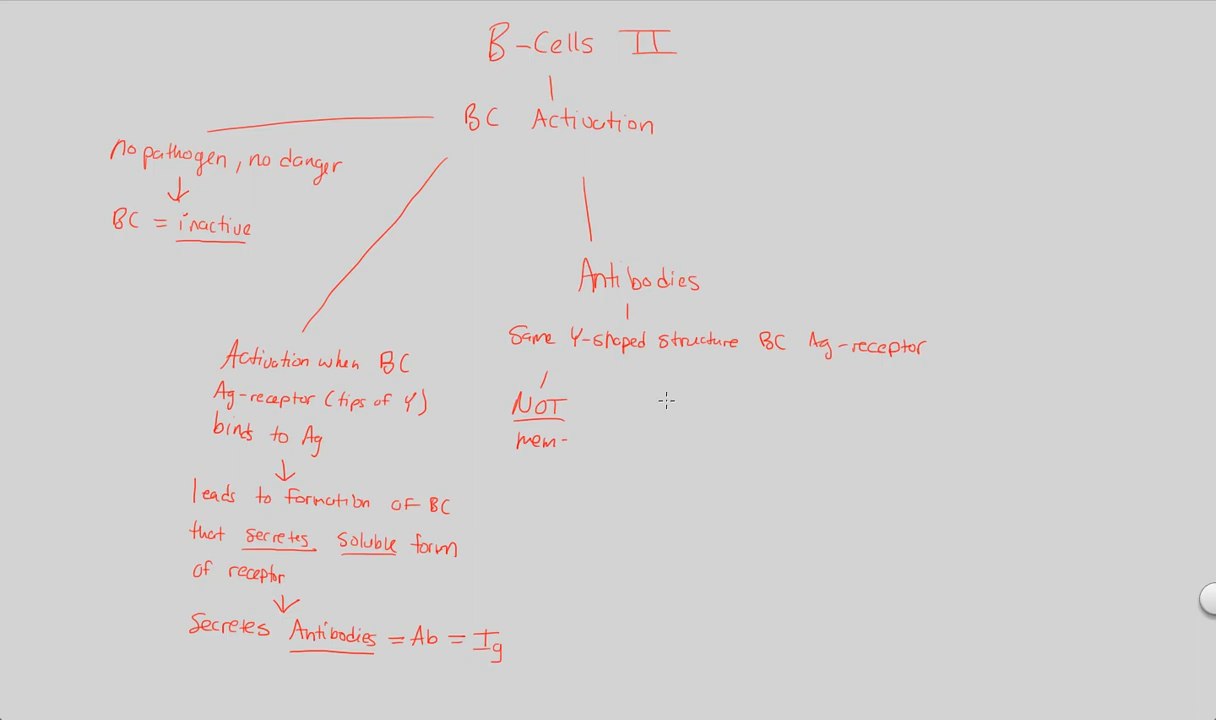 B-Cells II
BC Activation
no pathogen, no danger
↓
BC = inactive
Activation when BC
Ag-receptor (tips of Y)
binds to Ag
↓
leads to formation of BC
that secretes soluble form
of receptor
↓
Secretes Antibodies = Ab = Ig
Antibodies
Same Y-shaped structure BC Ag-receptor
NOT
mem-